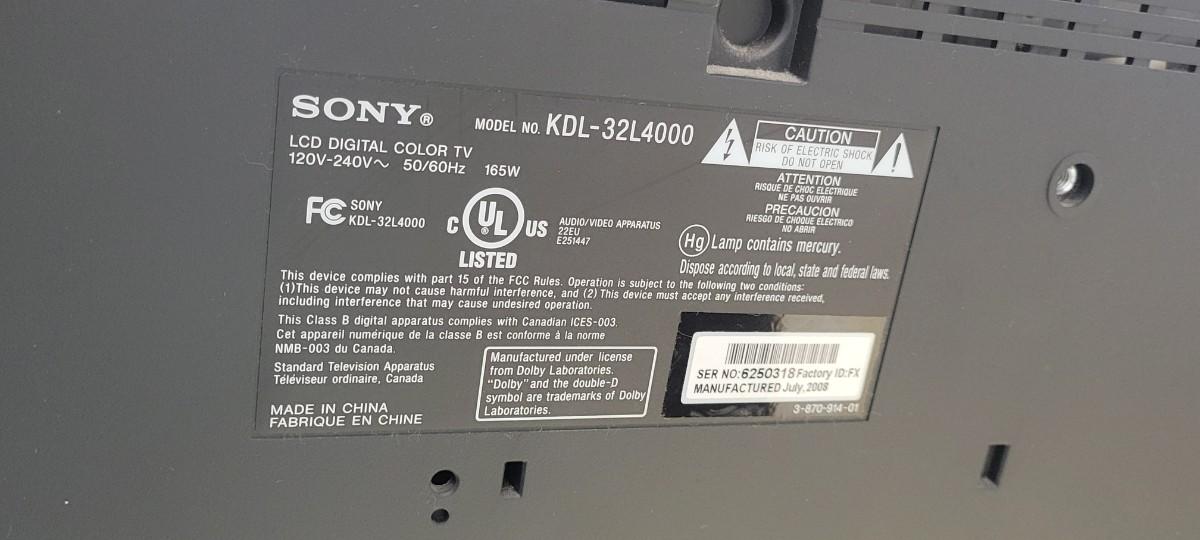 SONY®
MODEL NO. KDL-32L4000
LCD DIGITAL COLOR TV
120V-240V~ 50/60Hz 165W
FC SONY
KDL-32L4000
C UL® US
LISTED
AUDIO/VIDEO APPARATUS
22EU
E251447
CAUTION
RISK OF ELECTRIC SHOCK
DO NOT OPEN
ATTENTION
RISQUE DE CHOC ELECTRIQUE
NE PAS OUVRIR
PRECAUCION
RIESGO DE CHOQUE ELECTRICO
NO ABRIR
Hg Lamp contains mercury.
Dispose according to local, state and federal laws.
This device complies with part 15 of the FCC Rules. Operation is subject to the following two conditions:
(1)This device may not cause harmful interference, and (2) This device must accept any interference received,
including interference that may cause undesired operation.
This Class B digital apparatus complies with Canadian ICES-003.
Cet appareil numérique de la classe B est conforme à la norme
NMB-003 du Canada.
Standard Television Apparatus
Téléviseur ordinaire, Canada
MADE IN CHINA
FABRIQUE EN CHINE
Manufactured under license
from Dolby Laboratories.
"Dolby" and the double-D
symbol are trademarks of Dolby
Laboratories.
SER NO:6250318 Factory ID:FX
MANUFACTURED July, 2008
3-870-914-01